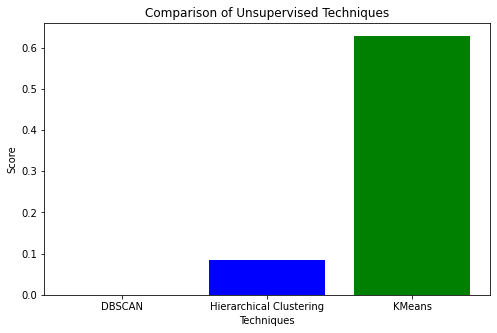 Comparison of Unsupervised Techniques
0.6
0.5
0.4
0.3
0.2
0.1
0.0
Score
DBSCAN Hierarchical Clustering KMeans
Techniques